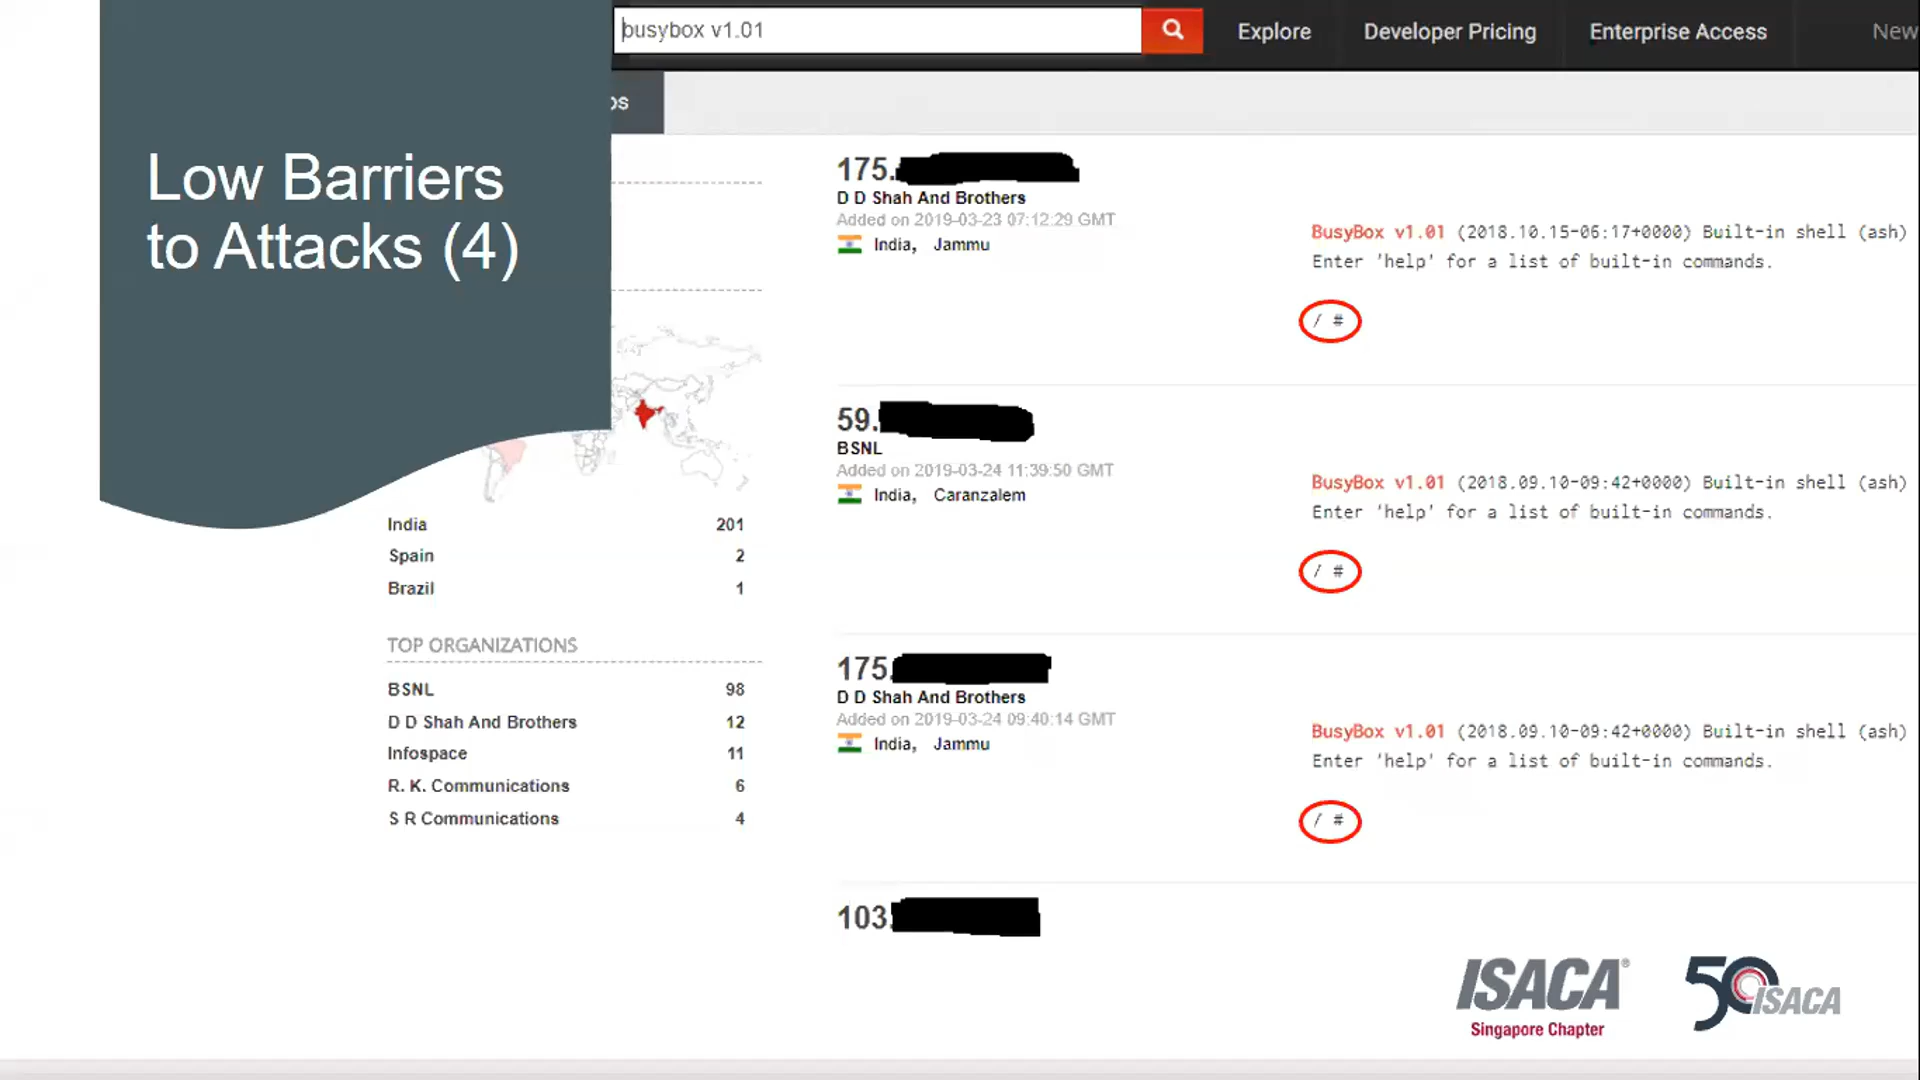 busybox v1.01
Explore
Developer Pricing
Enterprise Access
New
Low Barriers
to Attacks (4)
India 201
Spain 2
Brazil 1
TOP ORGANIZATIONS
BSNL 98
D D Shah And Brothers 12
Infospace 11
R. K. Communications 6
S R Communications 4
175.
D D Shah And Brothers
Added on 2019-03-23 07:12:29 GMT
India, Jammu
BusyBox v1.01 (2018.10.15-06:17+0000) Built-in shell (ash)
Enter 'help' for a list of built-in commands.
/ #
59.
BSNL
Added on 2019-03-24 11:39:50 GMT
India, Caranzalem
BusyBox v1.01 (2018.09.10-09:42+0000) Built-in shell (ash)
Enter 'help' for a list of built-in commands.
/ #
175.
D D Shah And Brothers
Added on 2019-03-24 09:40:14 GMT
India, Jammu
BusyBox v1.01 (2018.09.10-09:42+0000) Built-in shell (ash)
Enter 'help' for a list of built-in commands.
/ #
103.
ISACA®
Singapore Chapter
50 ISACA